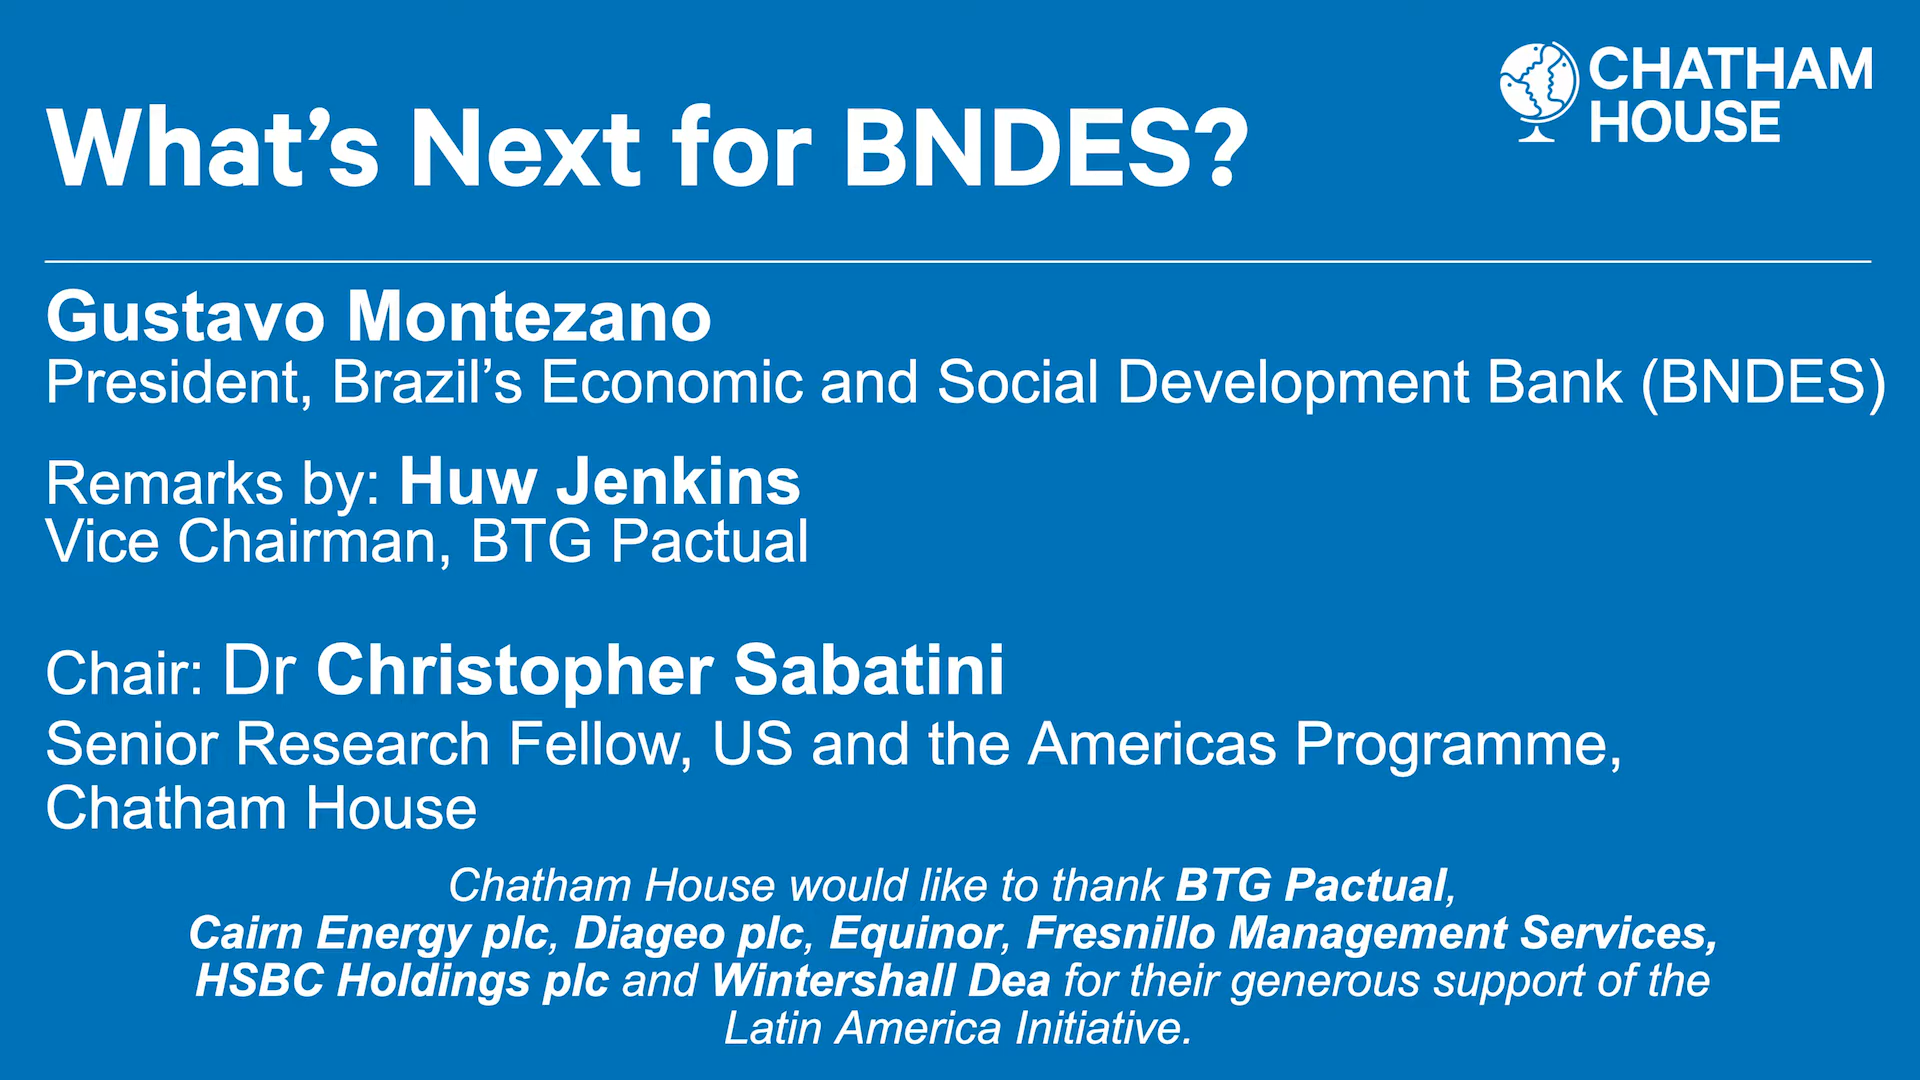 What’s Next for BNDES?
CHATHAM
HOUSE
Gustavo Montezano
President, Brazil’s Economic and Social Development Bank (BNDES)
Remarks by: Huw Jenkins
Vice Chairman, BTG Pactual
Chair: Dr Christopher Sabatini
Senior Research Fellow, US and the Americas Programme,
Chatham House
Chatham House would like to thank BTG Pactual,
Cairn Energy plc, Diageo plc, Equinor, Fresnillo Management Services,
HSBC Holdings plc and Wintershall Dea for their generous support of the
Latin America Initiative.